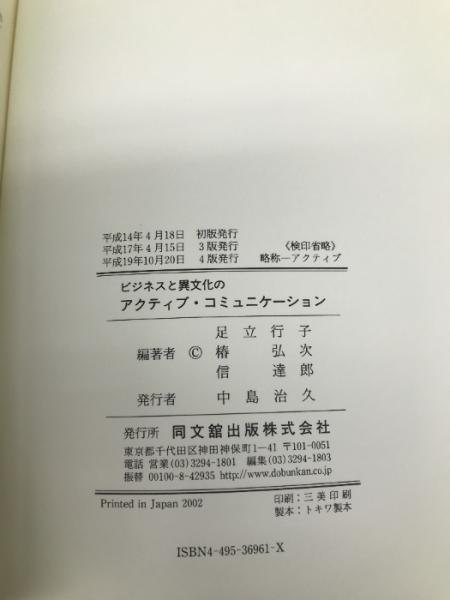 平成14年4月18日　初版発行
平成17年4月15日　3版発行　《検印省略》
平成19年10月20日　4版発行　略称―アクティブ
ビジネスと異文化の
アクティブ・コミュニケーション
足立行子
編著者　©　椿　弘次
信　達郎
発行者　中島治久
発行所　同文舘出版株式会社
東京都千代田区神田神保町1-41 〒101-0051
電話 営業(03)3294-1801 編集(03)3294-1803
振替 00100-8-42935 http://www.dobunkan.co.jp
Printed in Japan 2002　印刷：三美印刷
製本：トキワ製本
ISBN4-495-36961-X